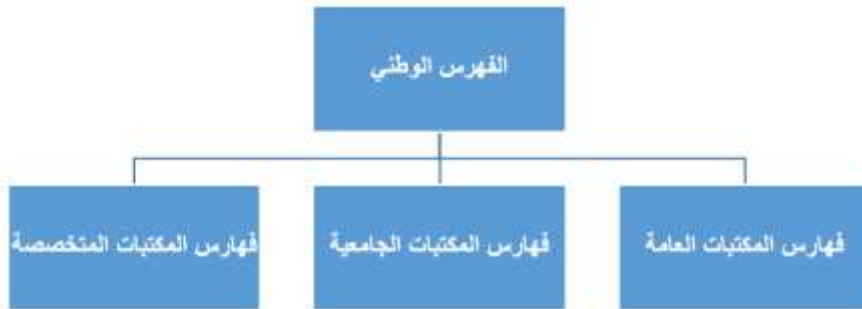 الفهرس الوطني
فهارس المكتبات العامة
فهارس المكتبات الجامعية
فهارس المكتبات المتخصصة